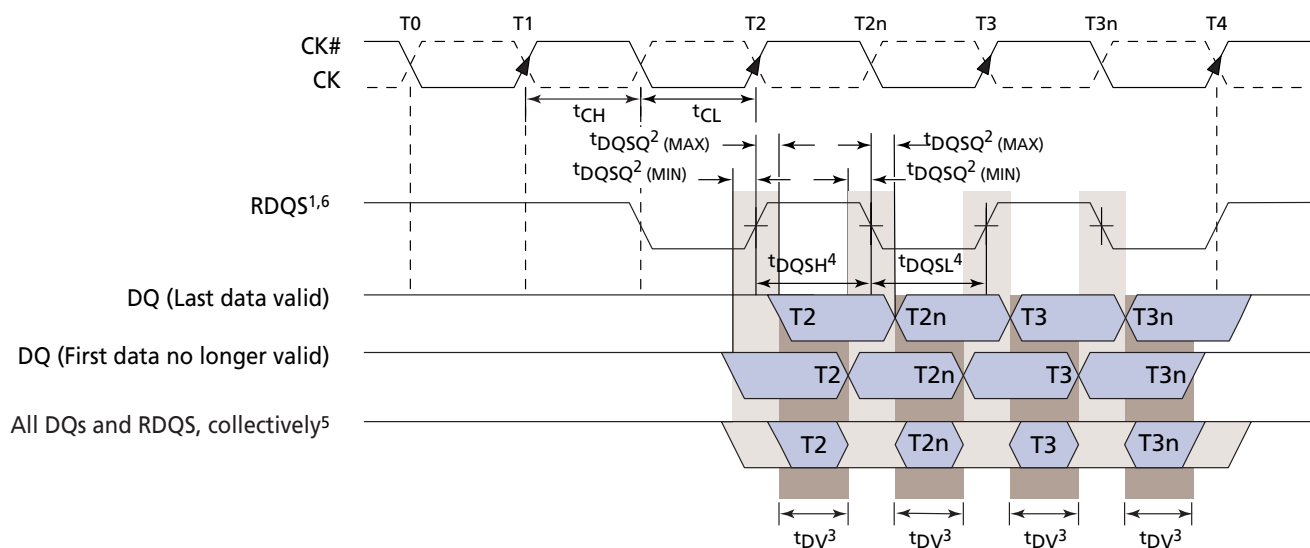 T0 T1 T2 T2n T3 T3n T4
CK#
CK
tCH tCL
tDQSQ² (MAX) tDQSQ² (MAX)
tDQSQ² (MIN) tDQSQ² (MIN)
RDQS¹,⁶
tDQSH⁴ tDQSL⁴
DQ (Last data valid) T2 T2n T3 T3n
DQ (First data no longer valid) T2 T2n T3 T3n
All DQs and RDQS, collectively⁵ T2 T2n T3 T3n
tDV³ tDV³ tDV³ tDV³